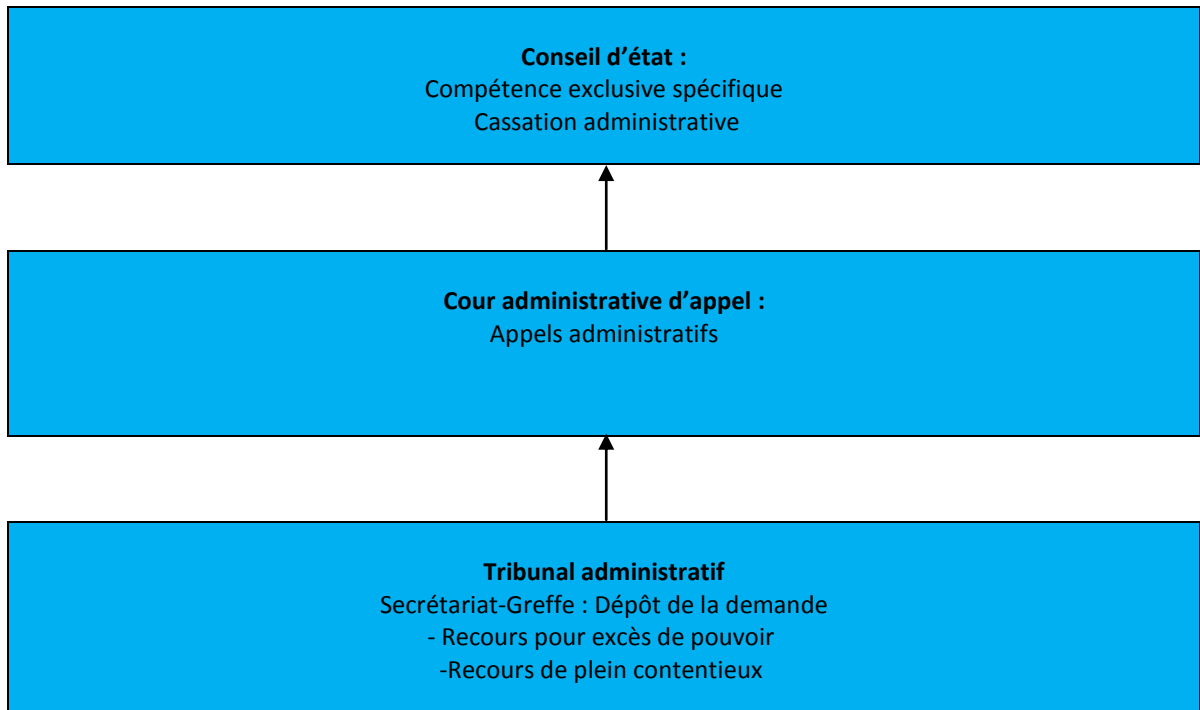 Conseil d’état :
Compétence exclusive spécifique
Cassation administrative
Cour administrative d’appel :
Appels administratifs
Tribunal administratif
Secrétariat-Greffe : Dépôt de la demande
- Recours pour excès de pouvoir
-Recours de plein contentieux